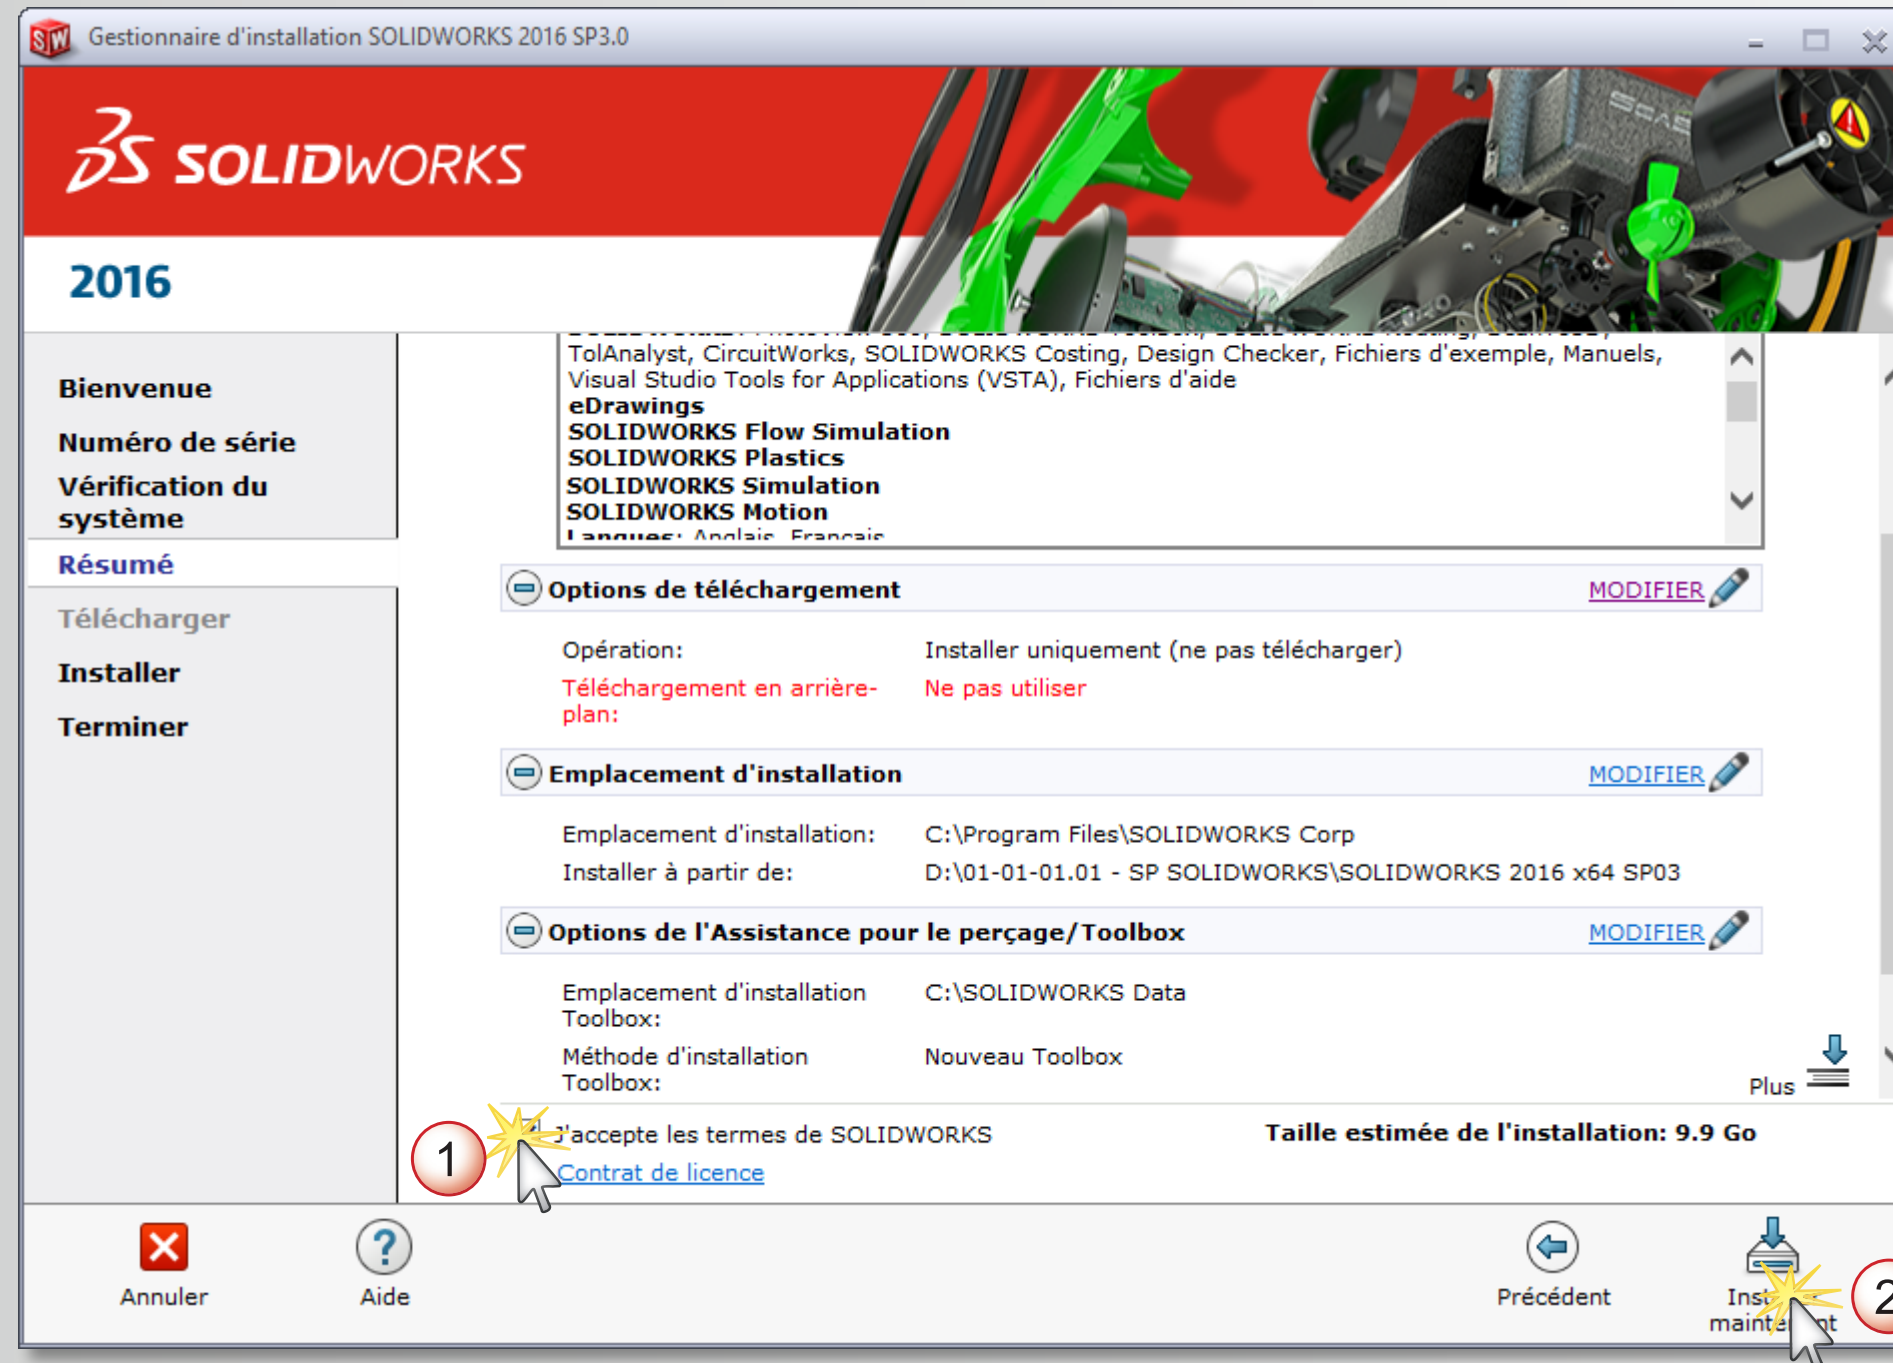 Gestionnaire d'installation SOLIDWORKS 2016 SP3.0
SOLIDWORKS
2016
Bienvenue
Numéro de série
Vérification du
système
Résumé
Télécharger
Installer
Terminer
TolAnalyst, CircuitWorks, SOLIDWORKS Costing, Design Checker, Fichiers d'exemple, Manuels,
Visual Studio Tools for Applications (VSTA), Fichiers d'aide
eDrawings
SOLIDWORKS Flow Simulation
SOLIDWORKS Plastics
SOLIDWORKS Simulation
SOLIDWORKS Motion
Langues: Anglais, Français
Options de téléchargement MODIFIER
Opération: Installer uniquement (ne pas télécharger)
Téléchargement en arrière- Ne pas utiliser
plan:
Emplacement d'installation MODIFIER
Emplacement d'installation: C:\Program Files\SOLIDWORKS Corp
Installer à partir de: D:\01-01-01.01 - SP SOLIDWORKS\SOLIDWORKS 2016 x64 SP03
Options de l'Assistance pour le perçage/Toolbox MODIFIER
Emplacement d'installation C:\SOLIDWORKS Data
Toolbox:
Méthode d'installation Nouveau Toolbox
Toolbox:
Plus
1
J'accepte les termes de SOLIDWORKS Taille estimée de l'installation: 9.9 Go
Contrat de licence
Annuler
Aide
Précédent
Installer
maintenant
2